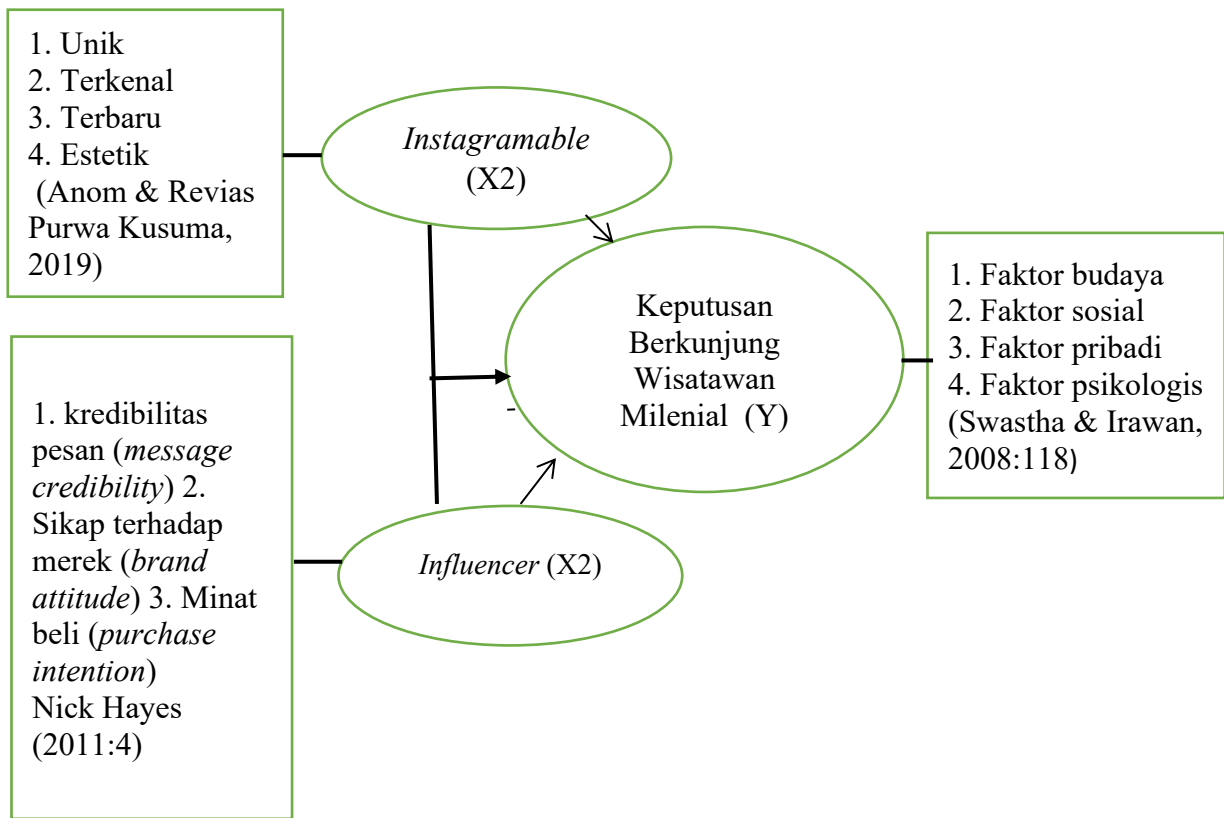 1. Unik
2. Terkenal
3. Terbaru
4. Estetik
(Anom & Revias
Purwa Kusuma,
2019)
Instagramable
(X2)
Keputusan
Berkunjung
Wisatawan
Milenial (Y)
1. Faktor budaya
2. Faktor sosial
3. Faktor pribadi
4. Faktor psikologis
(Swastha & Irawan,
2008:118)
1. kredibilitas
pesan (message
credibility) 2.
Sikap terhadap
merek (brand
attitude) 3. Minat
beli (purchase
intention)
Nick Hayes
(2011:4)
Influencer (X2)